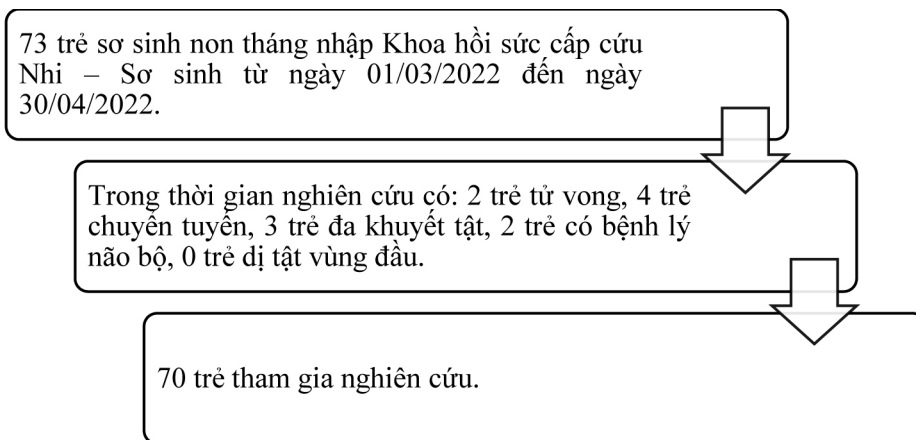 73 trẻ sơ sinh non tháng nhập Khoa hồi sức cấp cứu
Nhi – Sơ sinh từ ngày 01/03/2022 đến ngày
30/04/2022.
Trong thời gian nghiên cứu có: 2 trẻ tử vong, 4 trẻ
chuyển tuyến, 3 trẻ đa khuyết tật, 2 trẻ có bệnh lý
não bộ, 0 trẻ dị tật vùng đầu.
70 trẻ tham gia nghiên cứu.